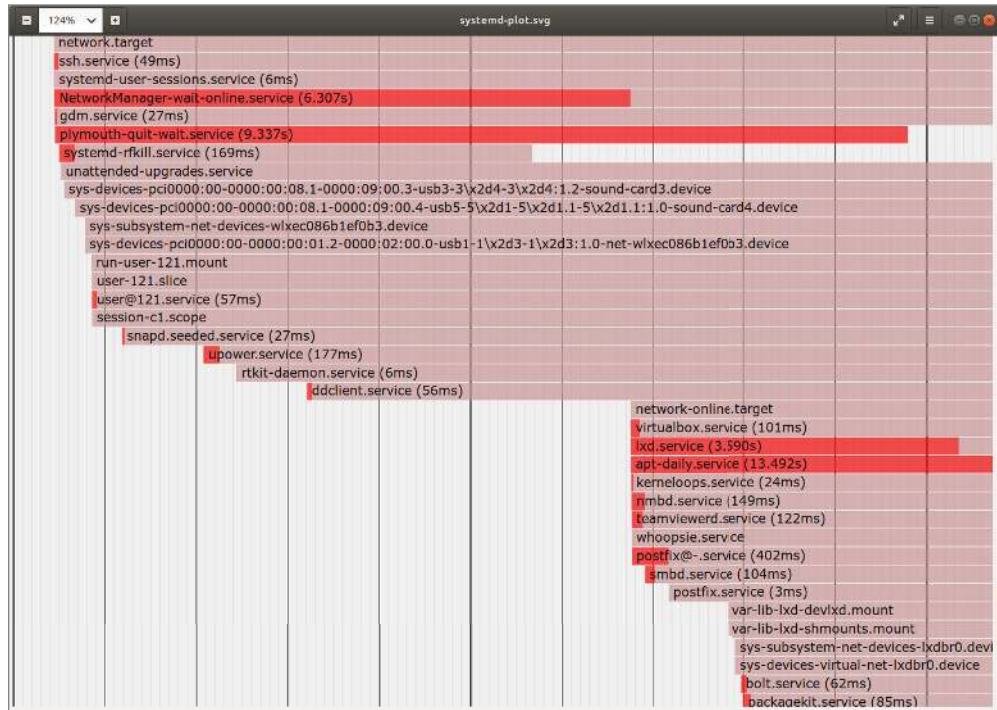 124%
systemd-plot.svg
network.target
ssh.service (49ms)
systemd-user-sessions.service (6ms)
NetworkManager-wait-online.service (6.307s)
gdm.service (27ms)
plymouth-quit-wait.service (9.337s)
systemd-rfkill.service (169ms)
unattended-upgrades.service
sys-devices-pci0000:00-0000:00:08.1-0000:09:00.3-usb3-3\x2d4-3\x2d4:1.2-sound-card3.device
sys-devices-pci0000:00-0000:00:08.1-0000:09:00.4-usb5-5\x2d1-5\x2d1.1-5\x2d1.1:1.0-sound-card4.device
sys-subsystem-net-devices-wlxec086b1ef0b3.device
sys-devices-pci0000:00-0000:00:01.2-0000:02:00.0-usb1-1\x2d3-1\x2d3:1.0-net-wlxec086b1ef0b3.device
run-user-121.mount
user-121.slice
user@121.service (57ms)
session-c1.scope
snapd.seeded.service (27ms)
upower.service (177ms)
rtkit-daemon.service (6ms)
ddclient.service (56ms)
network-online.target
virtualbox.service (101ms)
lxd.service (3.590s)
apt-daily.service (13.492s)
kerneloops.service (24ms)
nmbd.service (149ms)
teamviewerd.service (122ms)
whoopsie.service
postfix@-.service (402ms)
smbd.service (104ms)
postfix.service (3ms)
var-lib-lxd-devlxd.mount
var-lib-lxd-shmounts.mount
sys-subsystem-net-devices-lxdbr0.devi
sys-devices-virtual-net-lxdbr0.device
bolt.service (62ms)
packagekit.service (85ms)